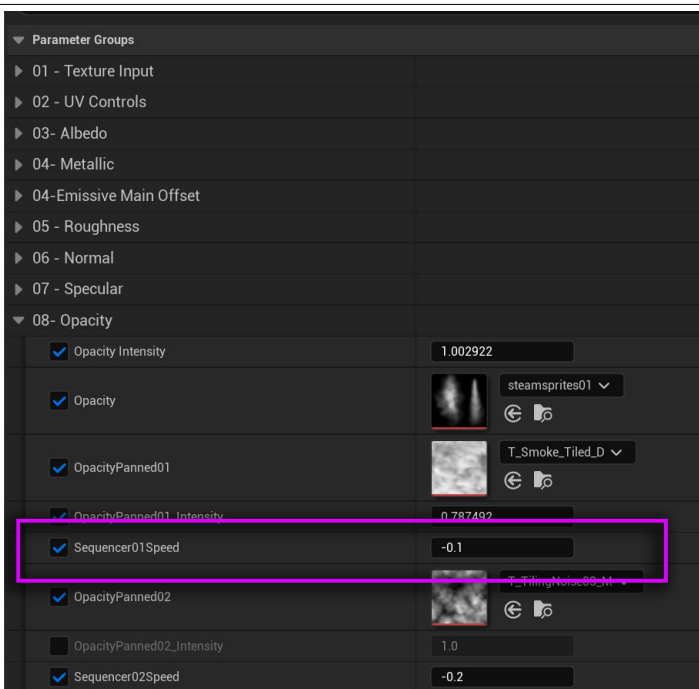 Parameter Groups
01 - Texture Input
02 - UV Controls
03- Albedo
04- Metallic
04-Emissive Main Offset
05 - Roughness
06 - Normal
07 - Specular
08- Opacity
Opacity Intensity 1.002922
steamsprites01
Opacity
T_Smoke_Tiled_D
OpacityPanned01
OpacityPanned01_Intensity 0.787492
Sequencer01Speed -0.1
T_TilingNoise03_M
OpacityPanned02
OpacityPanned02_Intensity 1.0
Sequencer02Speed -0.2